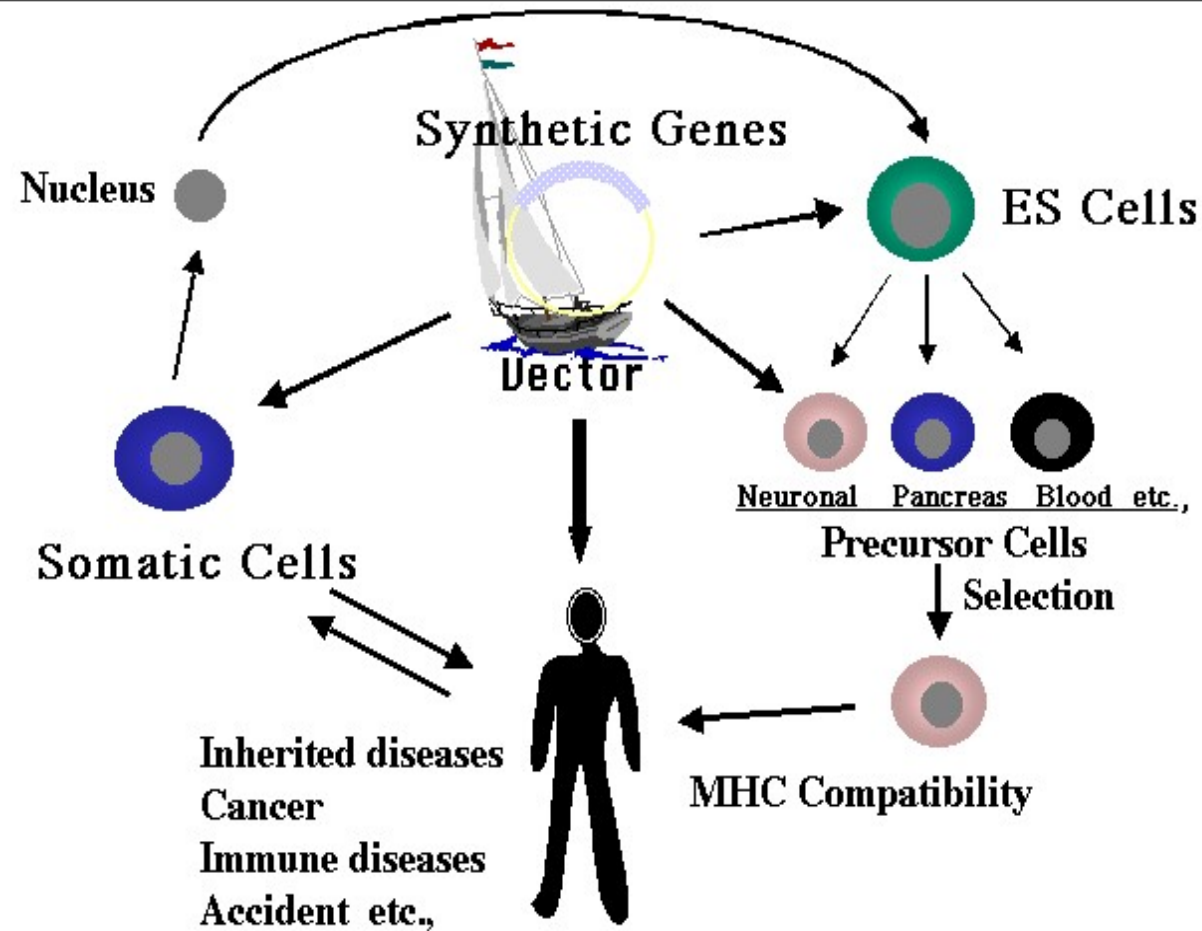 Synthetic Genes
Nucleus
ES Cells
Vector
Neuronal Pancreas Blood etc.,
Precursor Cells
Somatic Cells
Selection
Inherited diseases
Cancer
Immune diseases
Accident etc.,
MHC Compatibility